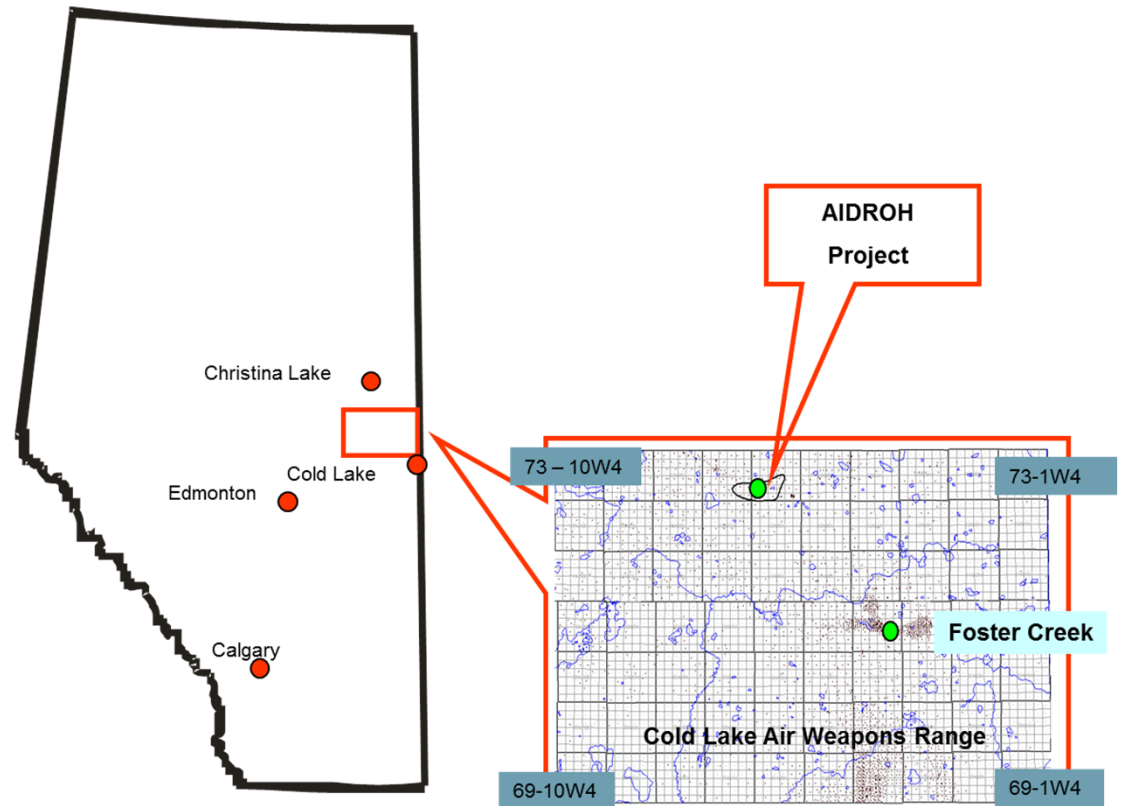 AIDROH
Project
Christina Lake
Cold Lake
Edmonton
Calgary
73 – 10W4
73-1W4
Foster Creek
Cold Lake Air Weapons Range
69-10W4
69-1W4